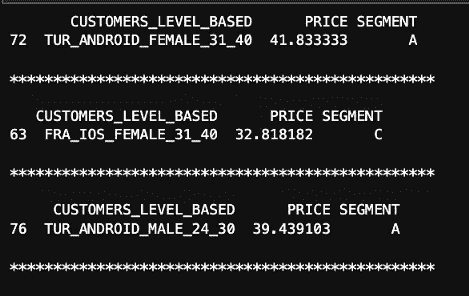 CUSTOMERS_LEVEL_BASED PRICE SEGMENT
72 TUR_ANDROID_FEMALE_31_40 41.833333 A
*************************************************
CUSTOMERS_LEVEL_BASED PRICE SEGMENT
63 FRA_IOS_FEMALE_31_40 32.818182 C
*************************************************
CUSTOMERS_LEVEL_BASED PRICE SEGMENT
76 TUR_ANDROID_MALE_24_30 39.439103 A
*************************************************